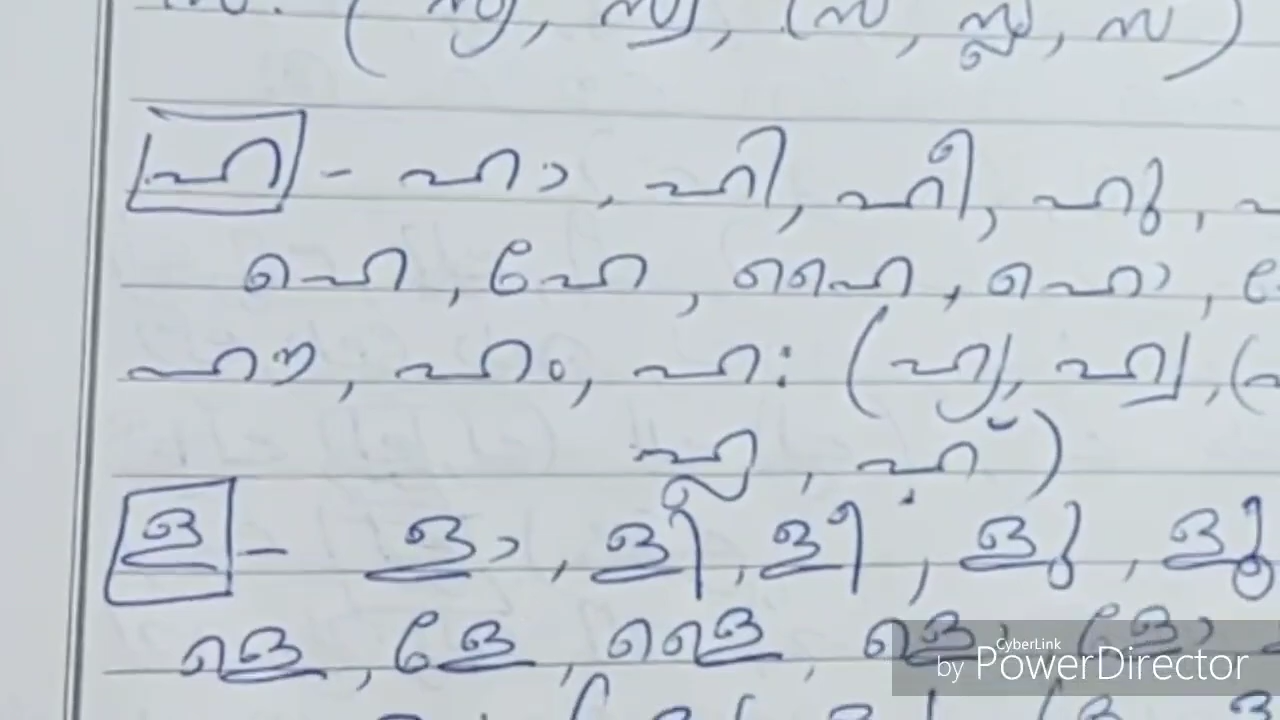 സ്യ, സ്വ, സ്ര, സ്ല, സ)
ഹ - ഹാ, ഹി, ഹീ, ഹു,
ഹെ, ഹേ, ഹൈ, ഹൊ,
ഹൗ, ഹം, ഹഃ (ഹ്യ, ഹ്വ,
ഹ്ല, ഹ്)
ള - ളാ, ളി, ളീ, ളു, ളൂ
ളെ, ളേ, ളൈ, ളൊ, ളോ
CyberLink
by PowerDirector